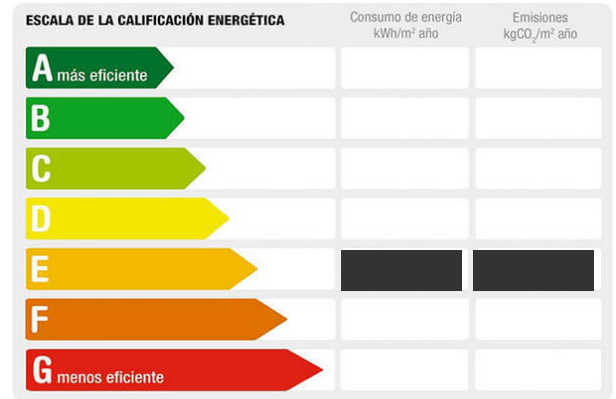 ESCALA DE LA CALIFICACIÓN ENERGÉTICA
Consumo de energía
kWh/m² año
Emisiones
kgCO₂/m² año
A más eficiente
B
C
D
E
F
G menos eficiente